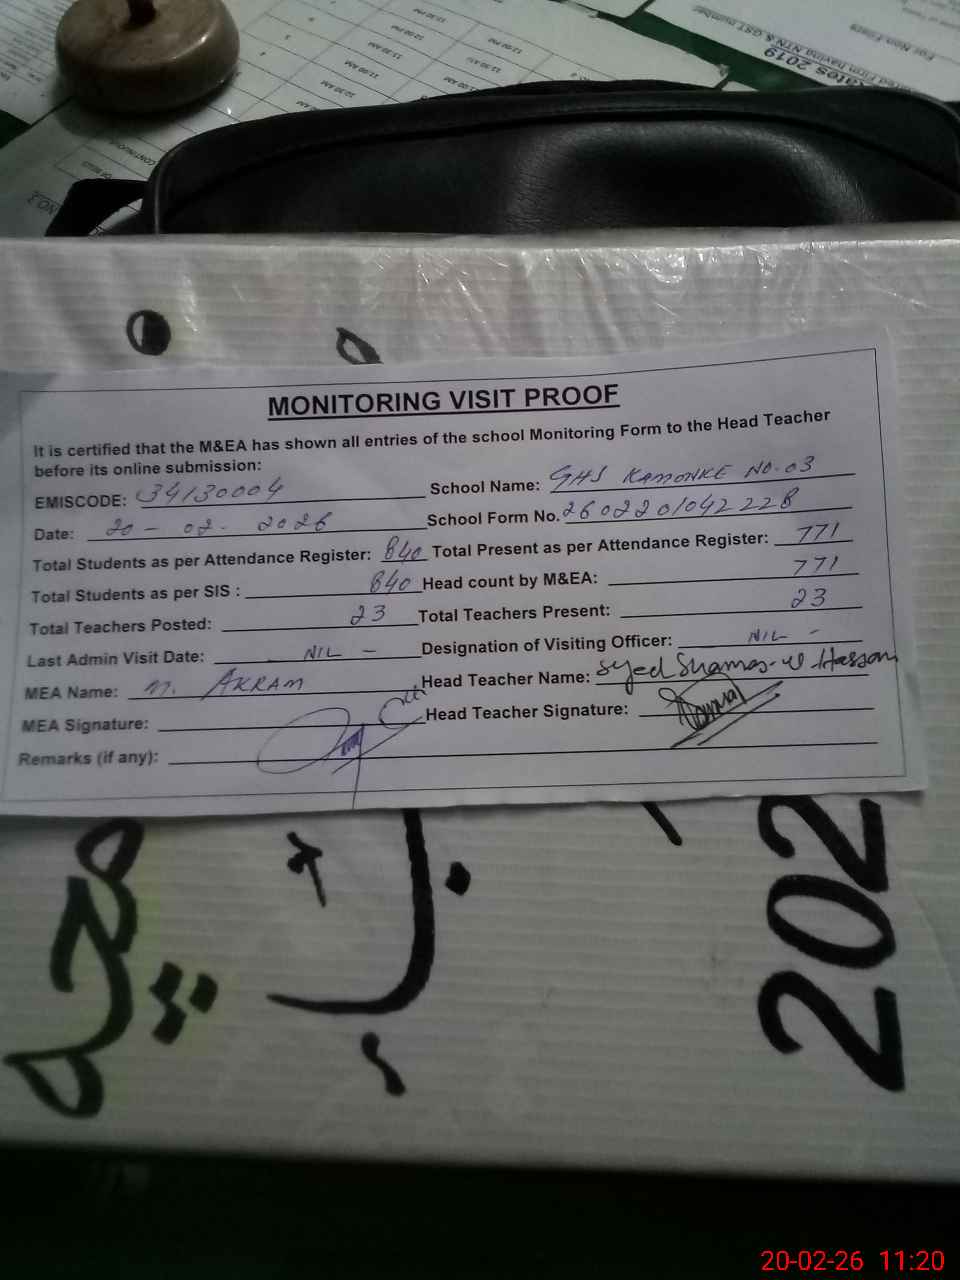 MONITORING VISIT PROOF
It is certified that the M&EA has shown all entries of the school Monitoring Form to the Head Teacher
before its online submission:
EMISCODE: 34130004 School Name: GHS KAMONKE NO.03
Date: 20 - 02 - 2026 School Form No. 260220104 2228
Total Students as per Attendance Register: 840 Total Present as per Attendance Register: 771
Total Students as per SIS : 840 Head count by M&EA: 771
Total Teachers Posted: 23 Total Teachers Present: 23
Last Admin Visit Date: NIL - Designation of Visiting Officer: NIL -
MEA Name: M. AKRAM Head Teacher Name: Syed Shamas-ul-Hassan
MEA Signature: Head Teacher Signature:
Remarks (if any):
202
20-02-26 11:20